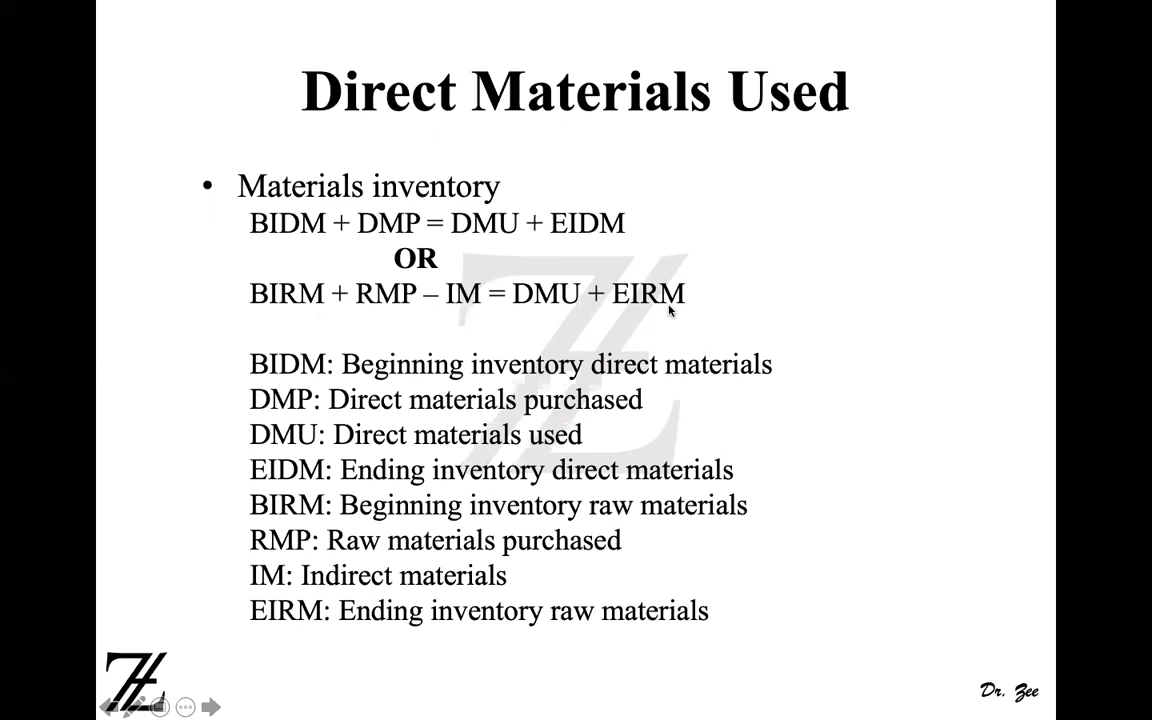 Direct Materials Used
• Materials inventory
BIDM + DMP = DMU + EIDM
OR
BIRM + RMP – IM = DMU + EIRM
BIDM: Beginning inventory direct materials
DMP: Direct materials purchased
DMU: Direct materials used
EIDM: Ending inventory direct materials
BIRM: Beginning inventory raw materials
RMP: Raw materials purchased
IM: Indirect materials
EIRM: Ending inventory raw materials
Dr. Zee